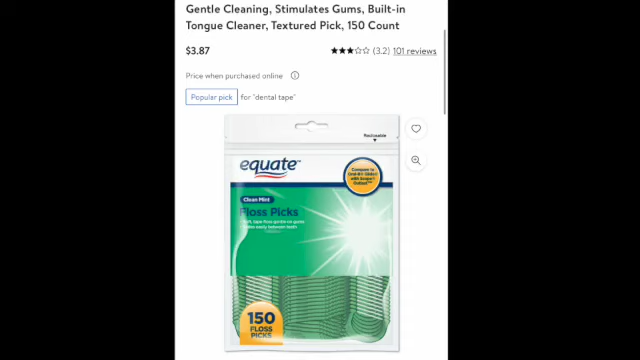 Gentle Cleaning, Stimulates Gums, Built-in
Tongue Cleaner, Textured Pick, 150 Count
$3.87
(3.2) 101 reviews
Price when purchased online
Popular pick for "dental tape"
Reclosable
equate™
Compare to
Clean Mint
Floss Picks
150
FLOSS
PICKS